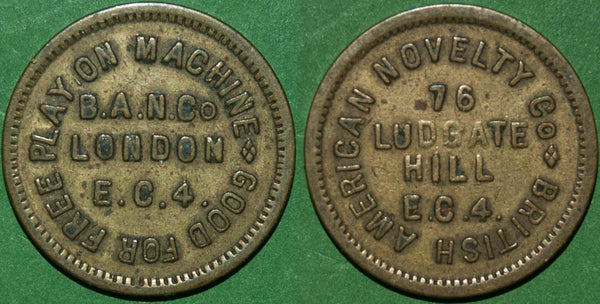 GOOD FOR FREE PLAY ON MACHINE
B.A.N.Co
LONDON
E.C.4.
BRITISH AMERICAN NOVELTY Co
76
LUDGATE
HILL
E.C.4.